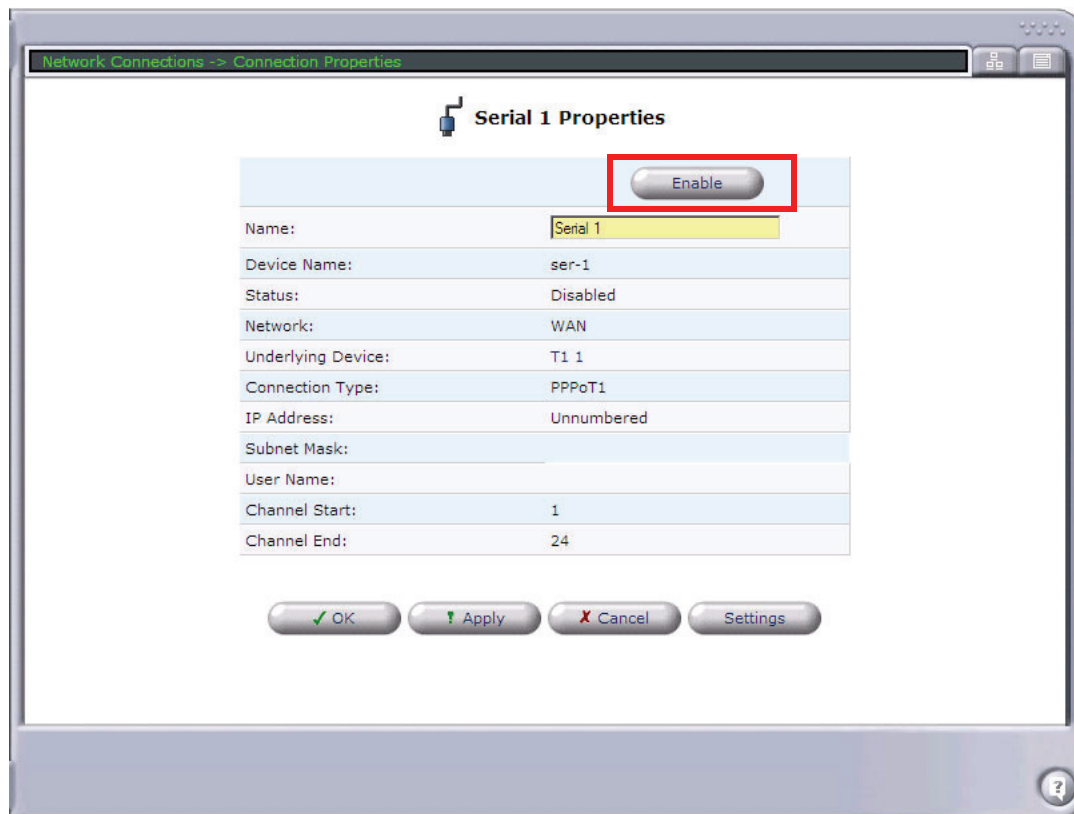 Network Connections -> Connection Properties
Serial 1 Properties
Enable
Name: Serial 1
Device Name: ser-1
Status: Disabled
Network: WAN
Underlying Device: T1 1
Connection Type: PPPoT1
IP Address: Unnumbered
Subnet Mask:
User Name:
Channel Start: 1
Channel End: 24
OK Apply Cancel Settings
?